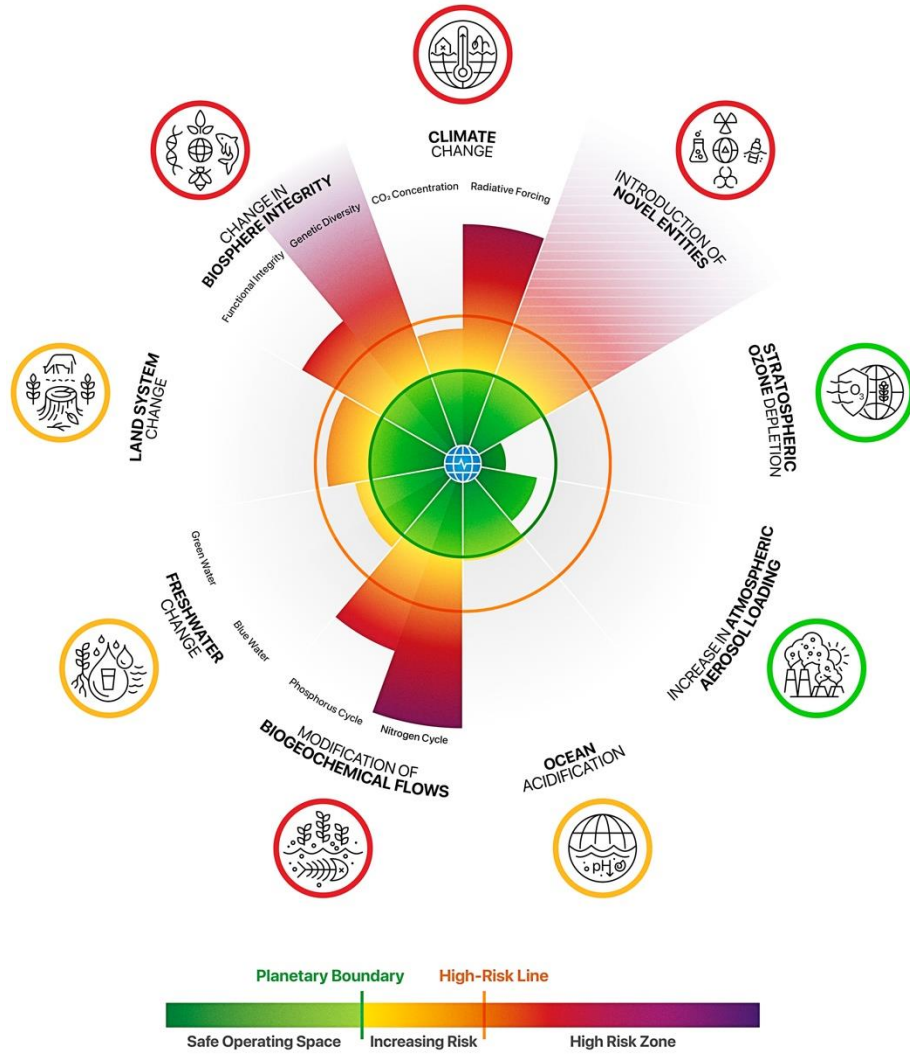 CLIMATE
CHANGE
CO₂ Concentration
Radiative Forcing
INTRODUCTION OF
NOVEL ENTITIES
STRATOSPHERIC
OZONE DEPLETION
O₃
INCREASE IN ATMOSPHERIC
AEROSOL LOADING
OCEAN
ACIDIFICATION
pH
MODIFICATION OF
BIOGEOCHEMICAL FLOWS
Phosphorus Cycle
Nitrogen Cycle
FRESHWATER
CHANGE
Green Water
Blue Water
LAND SYSTEM
CHANGE
CHANGE IN
BIOSPHERE INTEGRITY
Functional Integrity
Genetic Diversity
Planetary Boundary
High-Risk Line
Safe Operating Space
Increasing Risk
High Risk Zone